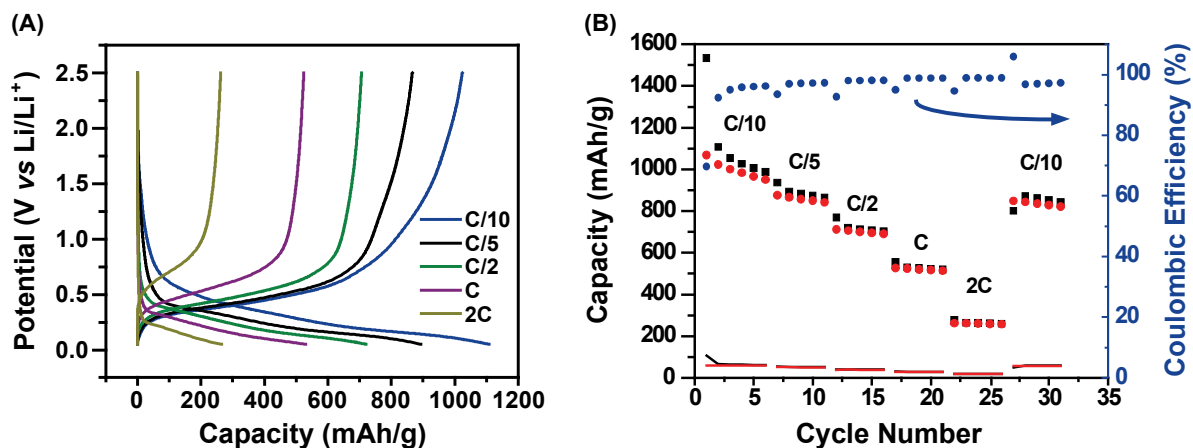 (A)
Potential (V vs Li/Li+)
2.5
2.0
1.5
1.0
0.5
0.0
C/10
C/5
C/2
C
2C
0 200 400 600 800 1000 1200
Capacity (mAh/g)
(B)
Capacity (mAh/g)
1600
1400
1200
1000
800
600
400
200
0
C/10
C/5
C/2
C
2C
C/10
100
80
60
40
20
0
Coulombic Efficiency (%)
0 5 10 15 20 25 30 35
Cycle Number